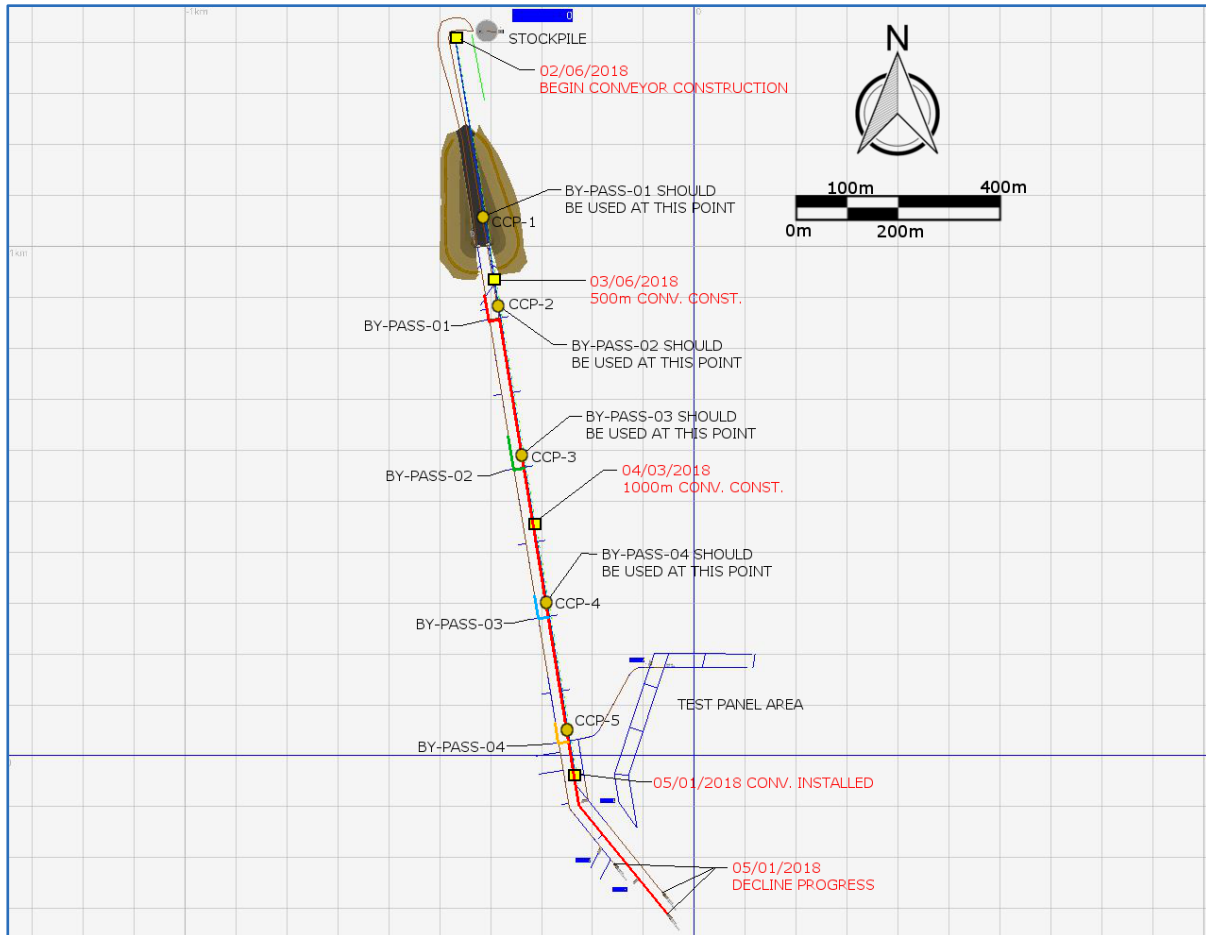 -1km
0
0
N
STOCKPILE
02/06/2018
BEGIN CONVEYOR CONSTRUCTION
100m
400m
0m
200m
BY-PASS-01 SHOULD
BE USED AT THIS POINT
CCP-1
1km
03/06/2018
500m CONV. CONST.
CCP-2
BY-PASS-01
BY-PASS-02 SHOULD
BE USED AT THIS POINT
BY-PASS-03 SHOULD
BE USED AT THIS POINT
CCP-3
BY-PASS-02
04/03/2018
1000m CONV. CONST.
BY-PASS-04 SHOULD
BE USED AT THIS POINT
CCP-4
BY-PASS-03
TEST PANEL AREA
CCP-5
BY-PASS-04
0
05/01/2018 CONV. INSTALLED
05/01/2018
DECLINE PROGRESS